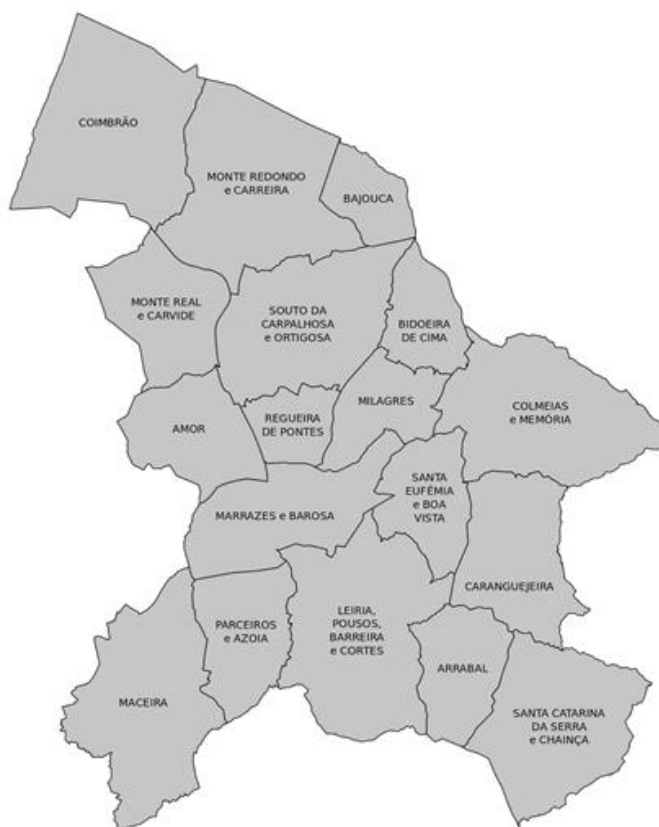 COIMBRÃO
MONTE REDONDO
e CARREIRA
BAJOUCA
MONTE REAL
e CARVIDE
SOUTO DA
CARPALHOSA
e ORTIGOSA
BIDOEIRA
DE CIMA
MILAGRES
COLMEIAS
e MEMÓRIA
AMOR
REGUEIRA
DE PONTES
SANTA
EUFÉMIA
e BOA
VISTA
MARRAZES e BAROSA
CARANGUEJEIRA
PARCEIROS
e AZOIA
LEIRIA,
POUSOS,
BARREIRA
e CORTES
ARRABAL
MACEIRA
SANTA CATARINA
DA SERRA
e CHAINÇA